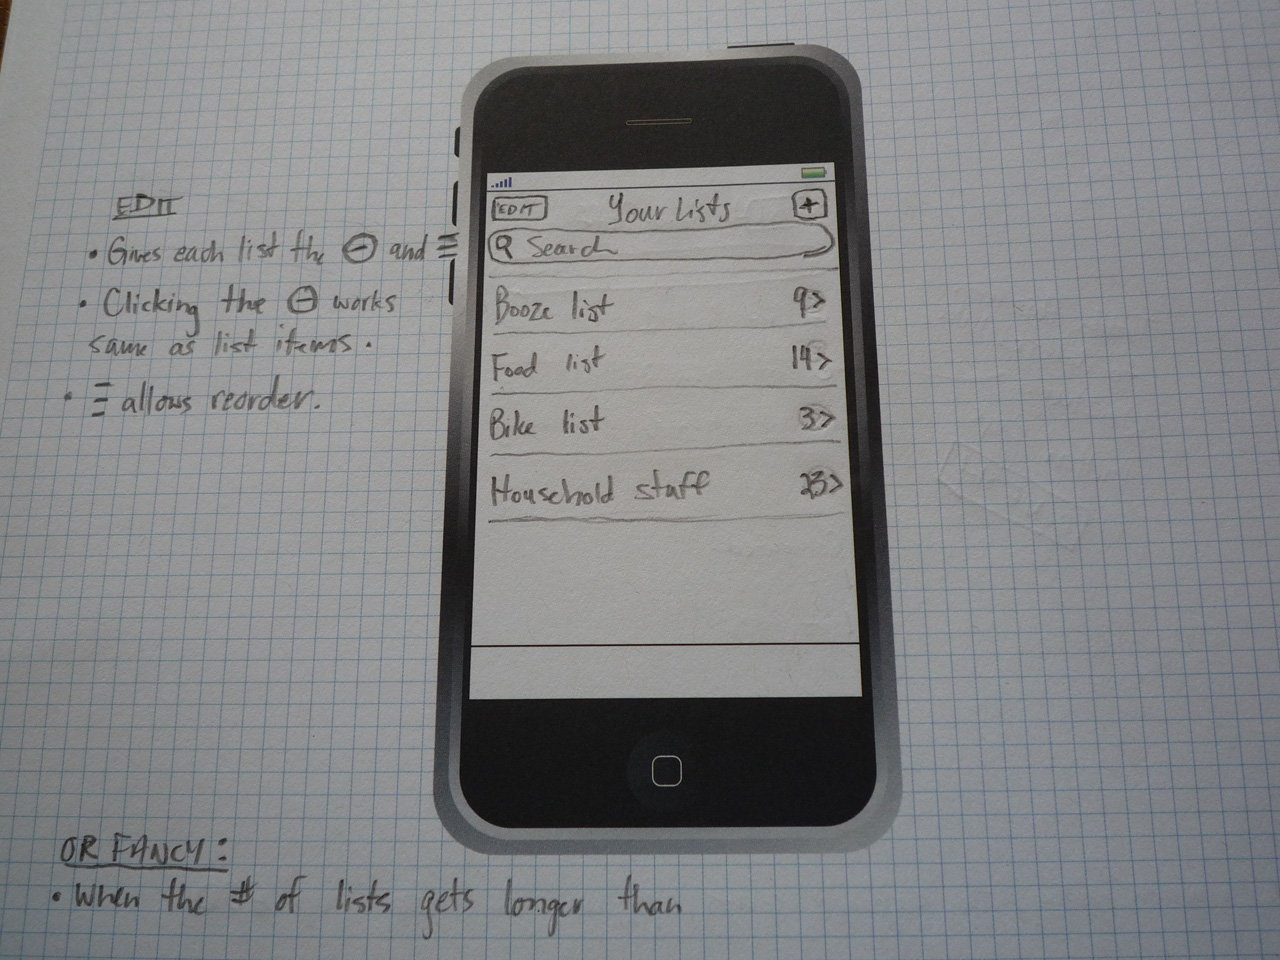 EDIT
• Gives each list the ⊖ and ≡
• Clicking the ⊖ works
same as list items.
• ≡ allows reorder.
EDIT Your Lists +
Search
Booze list 9>
Food list 14>
Bike list 3>
Household stuff 23>
OR FANCY:
• When the # of lists gets longer than